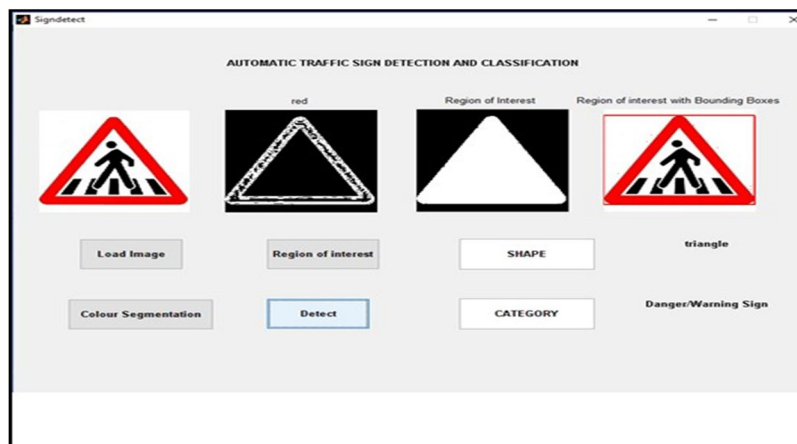 Signdetect
AUTOMATIC TRAFFIC SIGN DETECTION AND CLASSIFICATION
red
Region of Interest
Region of interest with Bounding Boxes
Load Image
Region of interest
SHAPE
triangle
Colour Segmentation
Detect
CATEGORY
Danger/Warning Sign